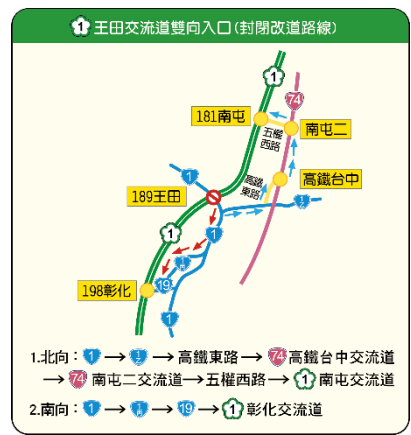 1 王田交流道雙向入口(封閉改道路線)
1
74
181南屯
五權
西路
南屯二
1
高鐵台中
高鐵
東路
189王田
1
1
19
198彰化
1
1.北向：1→→高鐵東路→74高鐵台中交流道
→74南屯二交流道→五權西路→1南屯交流道
2.南向：1→→19→1彰化交流道